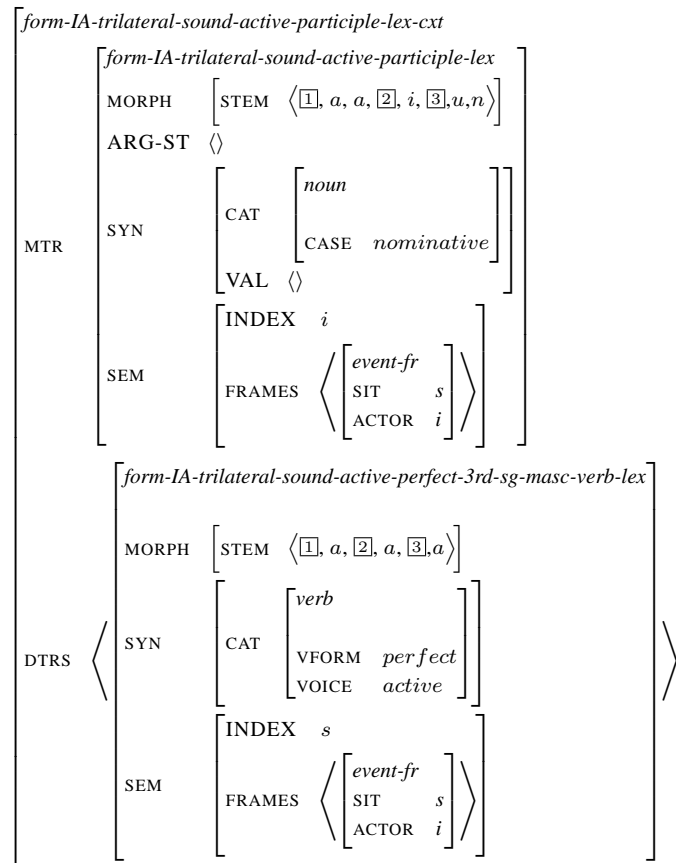 form-IA-trilateral-sound-active-participle-lex-cxt
form-IA-trilateral-sound-active-participle-lex
MORPH [STEM ⟨1, a, a, 2, i, 3,u,n⟩]
ARG-ST ⟨⟩
noun
SYN CAT
CASE nominative
MTR
VAL ⟨⟩
INDEX i
event-fr
SEM FRAMES ⟨ SIT s ⟩
ACTOR i
form-IA-trilateral-sound-active-perfect-3rd-sg-masc-verb-lex
MORPH [STEM ⟨1, a, 2, a, 3,a⟩]
verb
SYN CAT
VFORM perfect
DTRS
VOICE active
INDEX s
event-fr
SEM FRAMES ⟨ SIT s ⟩
ACTOR i